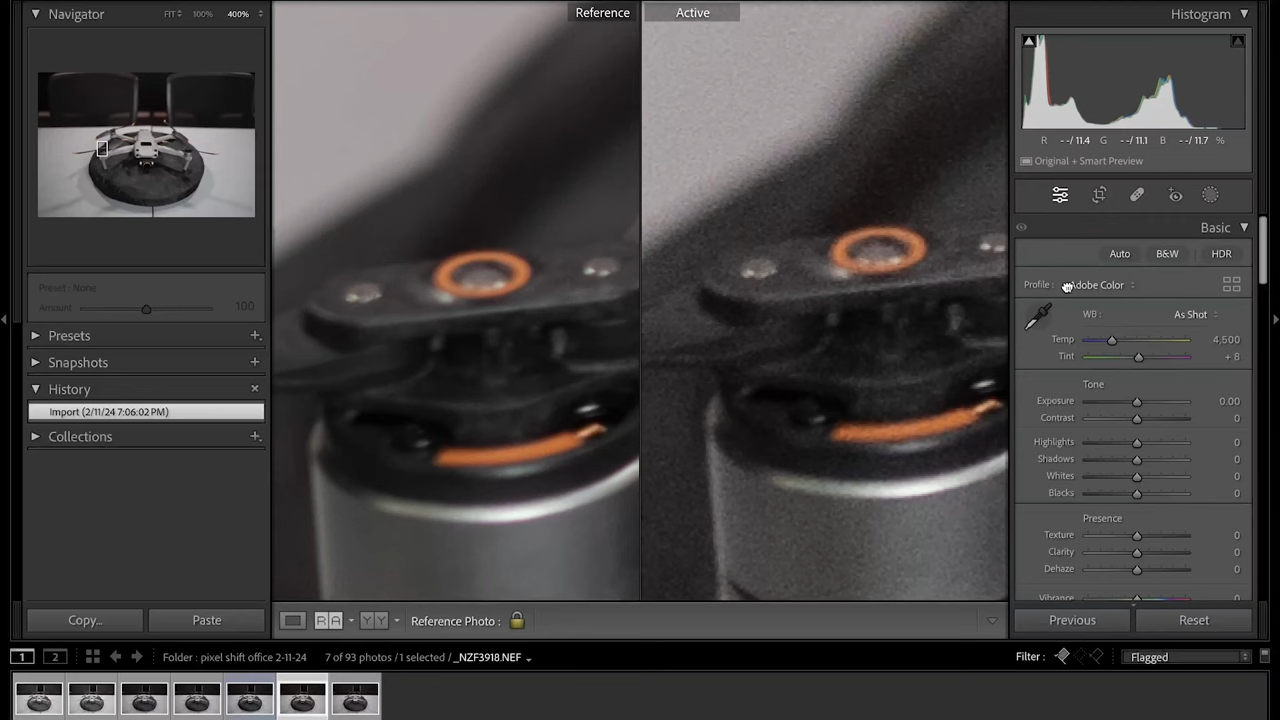 Navigator FIT 100% 400%
Reference
Active
Histogram
R --/11.4 G --/11.1 B --/11.7 %
Original + Smart Preview
Basic
Auto B&W HDR
Profile : Adobe Color
WB : As Shot
Temp 4,500
Tint + 8
Tone
Exposure 0.00
Contrast 0
Highlights 0
Shadows 0
Whites 0
Blacks 0
Presence
Texture 0
Clarity 0
Dehaze 0
Vibrance 0
Preset : None
Amount 100
Presets
Snapshots
History
Import (2/11/24 7:06:02 PM)
Collections
Copy... Paste
Reference Photo :
Previous Reset
1 2 Folder : pixel shift office 2-11-24 7 of 93 photos / 1 selected / _NZF3918.NEF
Filter : Flagged